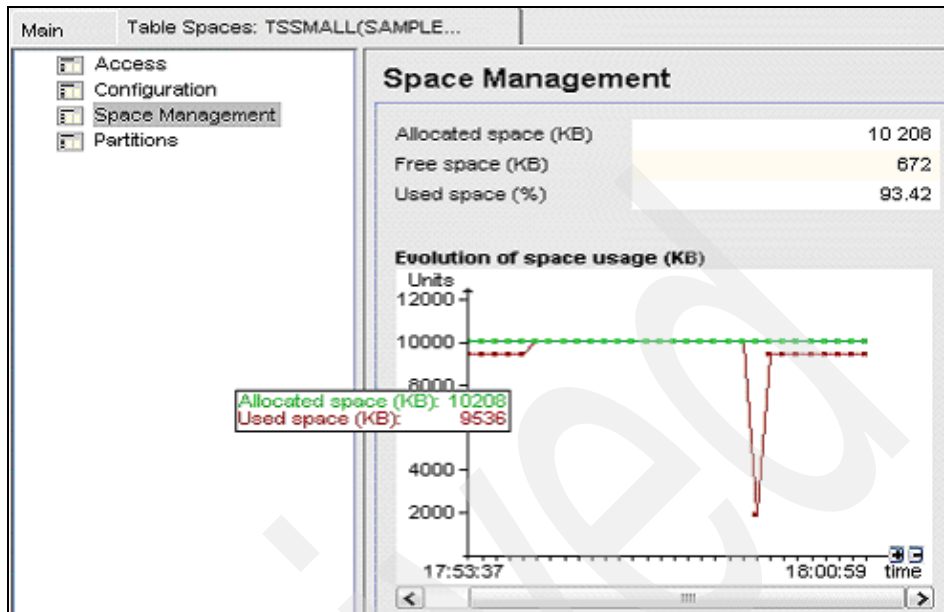 Main
Table Spaces: TSSMALL(SAMPLE...
Access
Configuration
Space Management
Partitions
Space Management
Allocated space (KB) 10 208
Free space (KB) 672
Used space (%) 93.42
Evolution of space usage (KB)
Units
12000
10000
8000
Allocated space (KB): 10208
Used space (KB): 9536
4000
2000
17:53:37
18:00:59
time